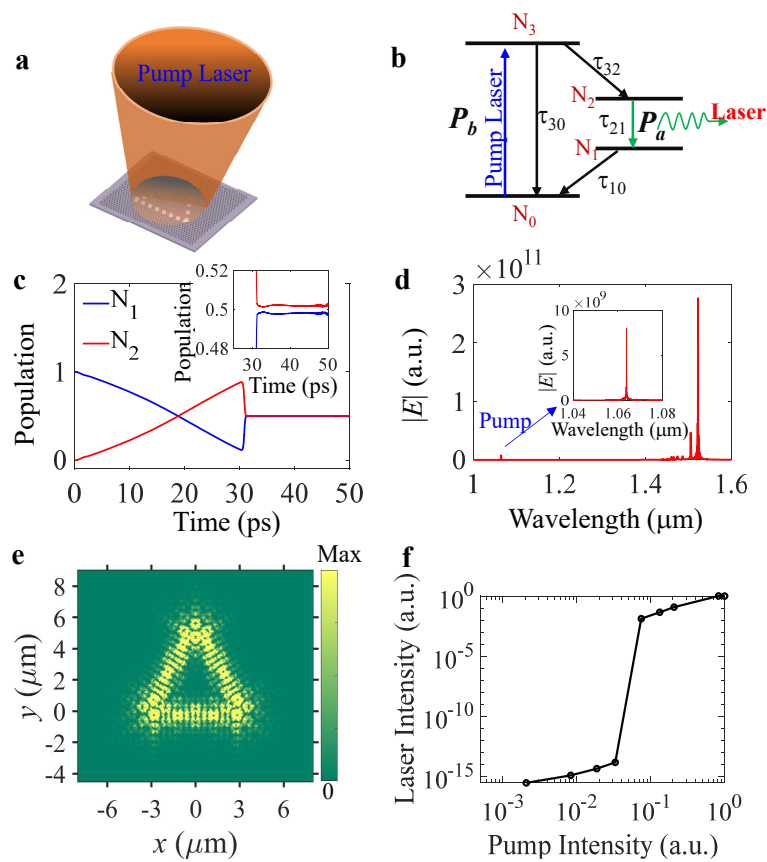 a
Pump Laser
b
N3
τ32
N2
Pb
Pump Laser
τ30
τ21
Pa
Laser
N1
τ10
N0
c
Population
2
1
0
N1
N2
Population
0.52
0.5
0.48
30
40
50
Time (ps)
0
10
20
30
40
50
Time (ps)
d
×10^11
|E| (a.u.)
3
2
1
0
×10^9
|E| (a.u.)
10
5
0
1.04
1.06
1.08
Wavelength (μm)
Pump
1
1.2
1.4
1.6
Wavelength (μm)
e
Max
0
y (μm)
8
6
4
2
0
-2
-4
-6
-3
0
3
6
x (μm)
f
Laser Intensity (a.u.)
10^0
10^-5
10^-10
10^-15
10^-3
10^-2
10^-1
10^0
Pump Intensity (a.u.)